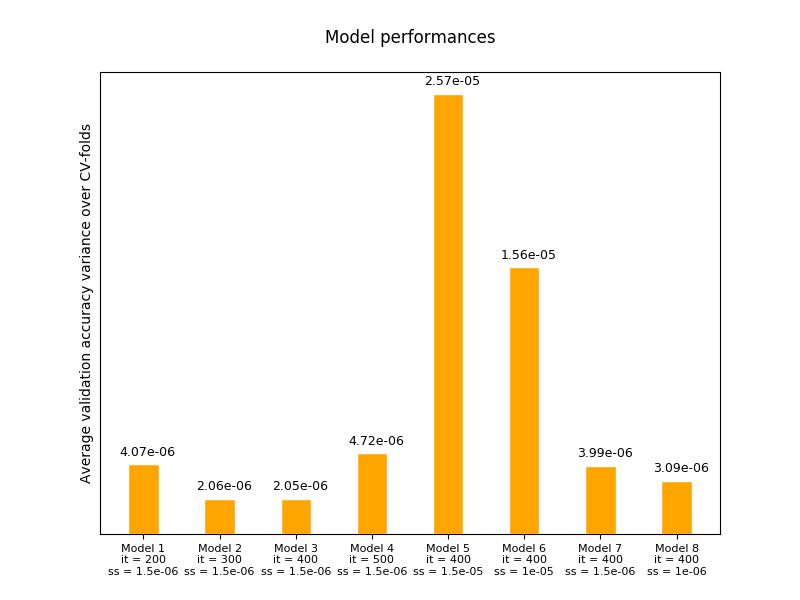 Model performances
Average validation accuracy variance over CV-folds
2.57e-05
1.56e-05
4.07e-06
2.06e-06
2.05e-06
4.72e-06
3.99e-06
3.09e-06
Model 1
it = 200
ss = 1.5e-06
Model 2
it = 300
ss = 1.5e-06
Model 3
it = 400
ss = 1.5e-06
Model 4
it = 500
ss = 1.5e-06
Model 5
it = 400
ss = 1.5e-05
Model 6
it = 400
ss = 1e-05
Model 7
it = 400
ss = 1.5e-06
Model 8
it = 400
ss = 1e-06